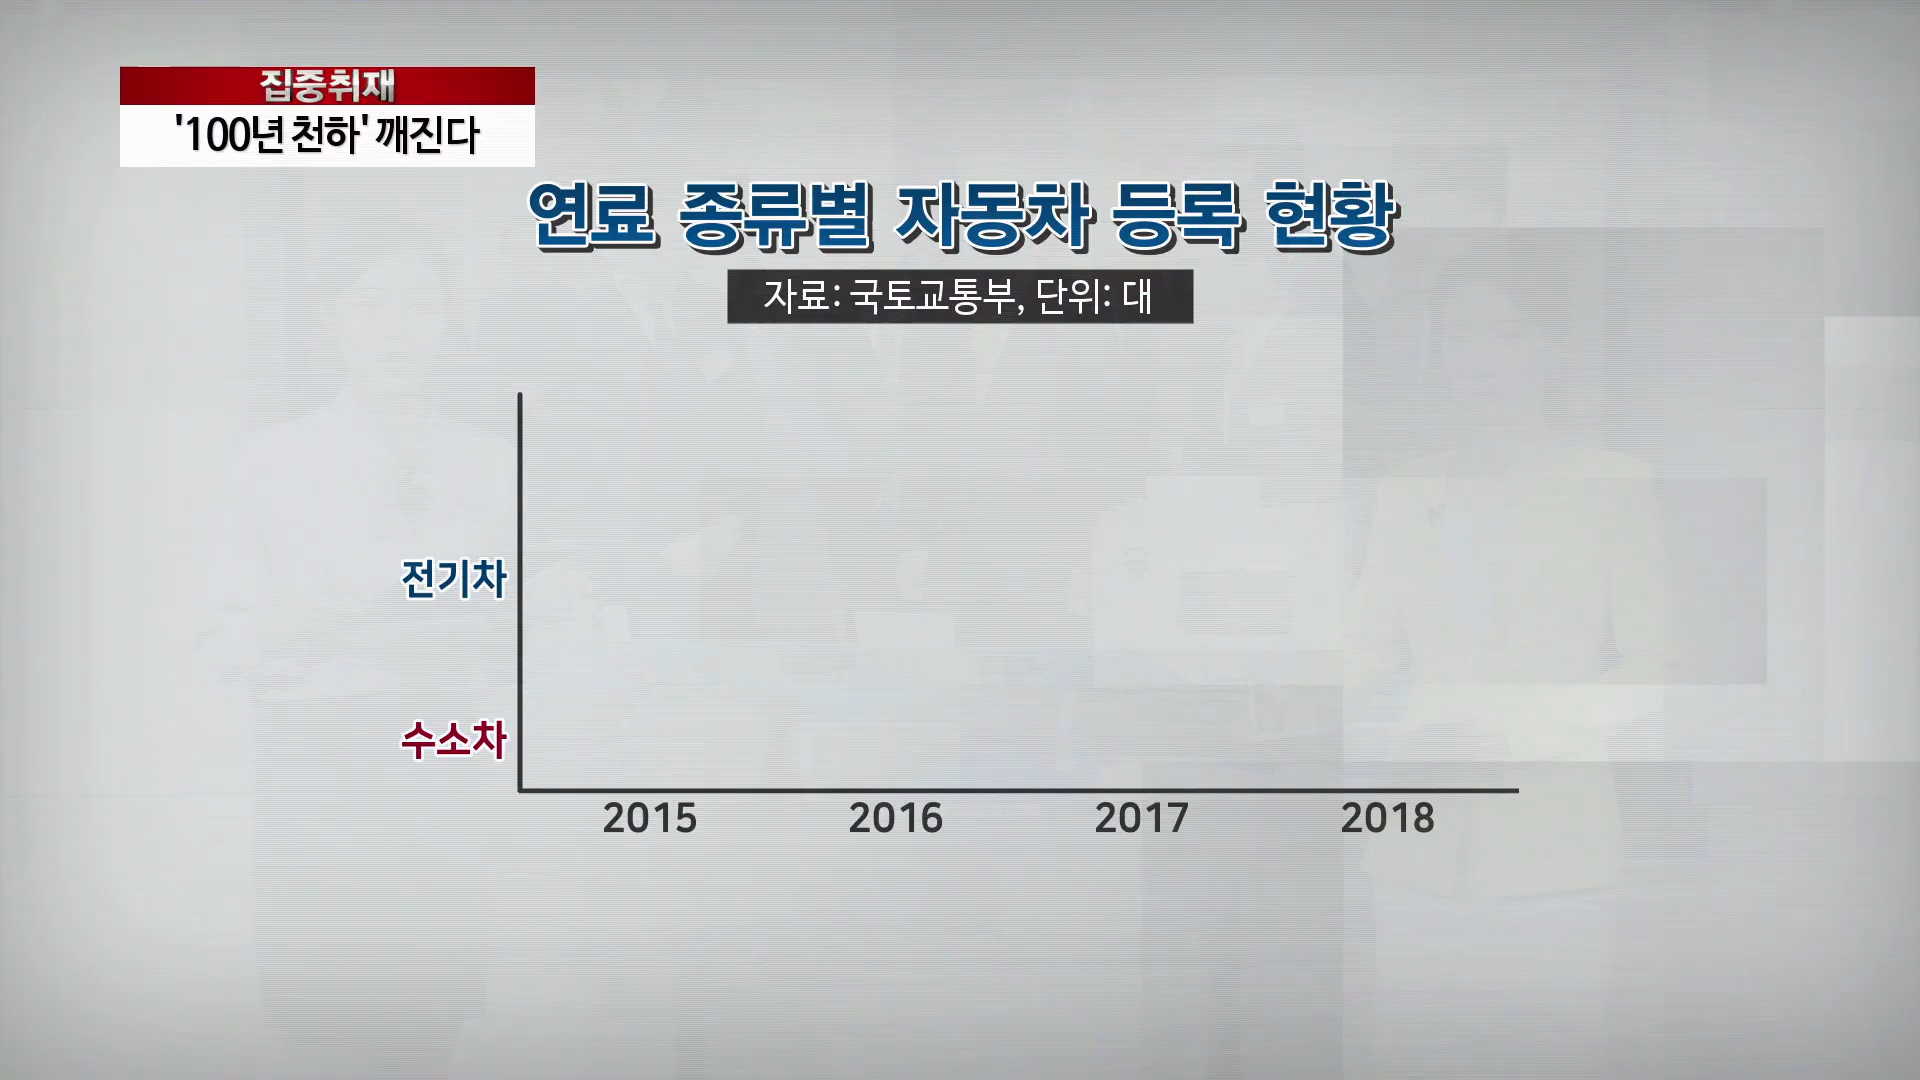 집중취재
'100년 천하' 깨진다
연료 종류별 자동차 등록 현황
자료: 국토교통부, 단위: 대
전기차
수소차
2015 2016 2017 2018